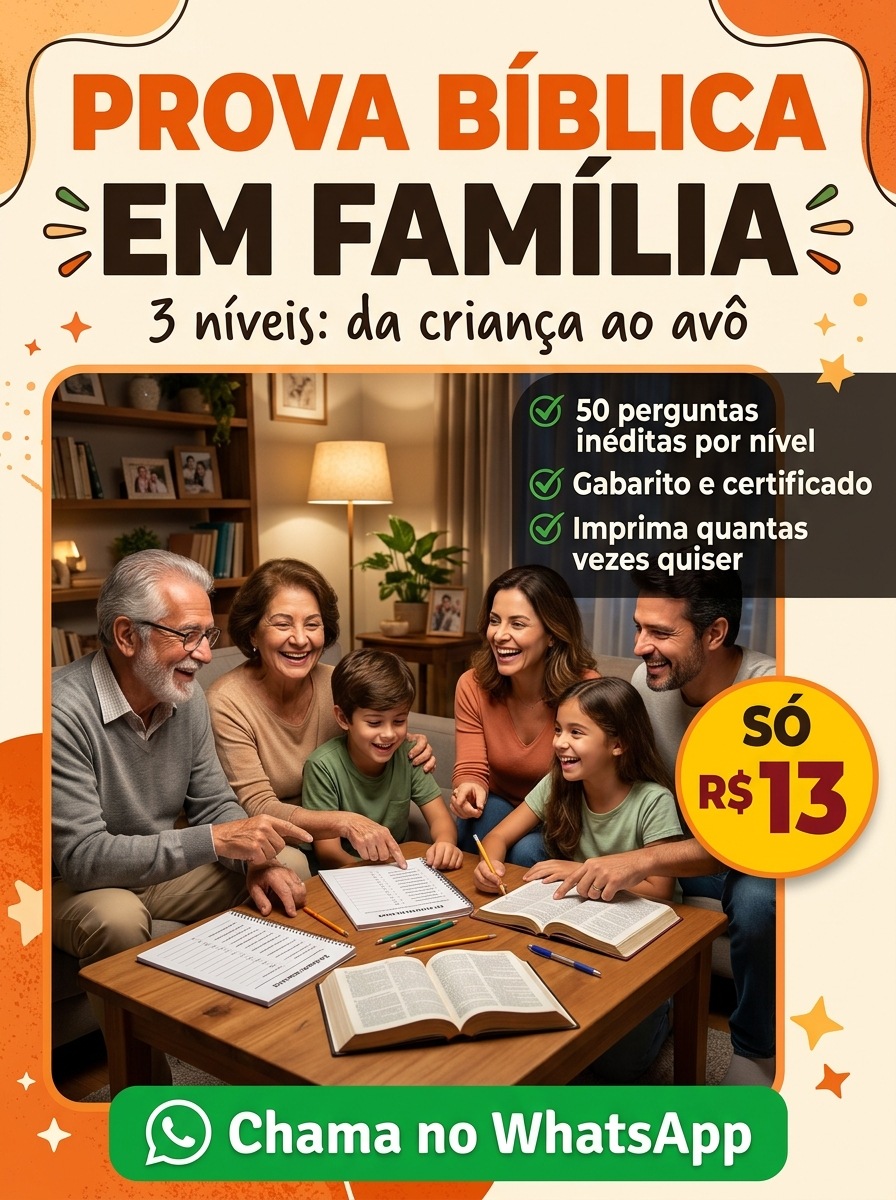 PROVA BÍBLICA
EM FAMÍLIA
3 níveis: da criança ao avô
50 perguntas
inéditas por nível
Gabarito e certificado
Imprima quantas
vezes quiser
SÓ
R$13
Chama no WhatsApp